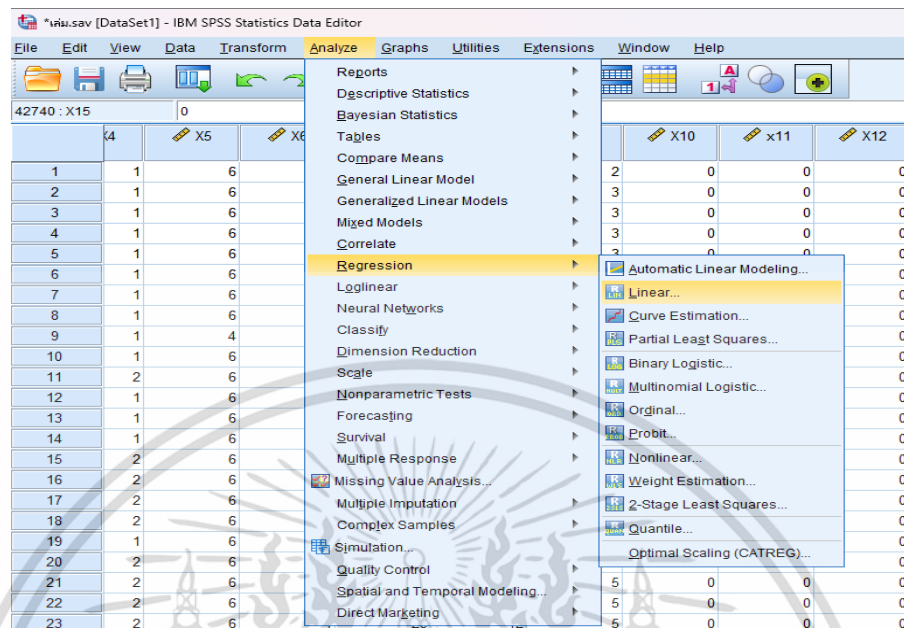 *เล่ม.sav [DataSet1] - IBM SPSS Statistics Data Editor
File Edit View Data Transform Analyze Graphs Utilities Extensions Window Help
42740 : X15 0
X4 X5 X6 X10 x11 X12
1 1 6 2 0 0 0
2 1 6 3 0 0 0
3 1 6 3 0 0 0
4 1 6 3 0 0 0
5 1 6 3 0 0 0
6 1 6
7 1 6
8 1 6
9 1 4
10 1 6
11 2 6
12 1 6
13 1 6
14 1 6
15 2 6
16 2 6
17 2 6
18 2 6
19 1 6
20 2 6
21 2 6 5 0 0 0
22 2 6 5 0 0 0
23 2 6 5 0 0 0
Reports
Descriptive Statistics
Bayesian Statistics
Tables
Compare Means
General Linear Model
Generalized Linear Models
Mixed Models
Correlate
Regression
Loglinear
Neural Networks
Classify
Dimension Reduction
Scale
Nonparametric Tests
Forecasting
Survival
Multiple Response
Missing Value Analysis...
Multiple Imputation
Complex Samples
Simulation...
Quality Control
Spatial and Temporal Modeling...
Direct Marketing
Automatic Linear Modeling...
Linear...
Curve Estimation...
Partial Least Squares...
Binary Logistic...
Multinomial Logistic...
Ordinal...
Probit...
Nonlinear...
Weight Estimation...
2-Stage Least Squares...
Quantile...
Optimal Scaling (CATREG)...